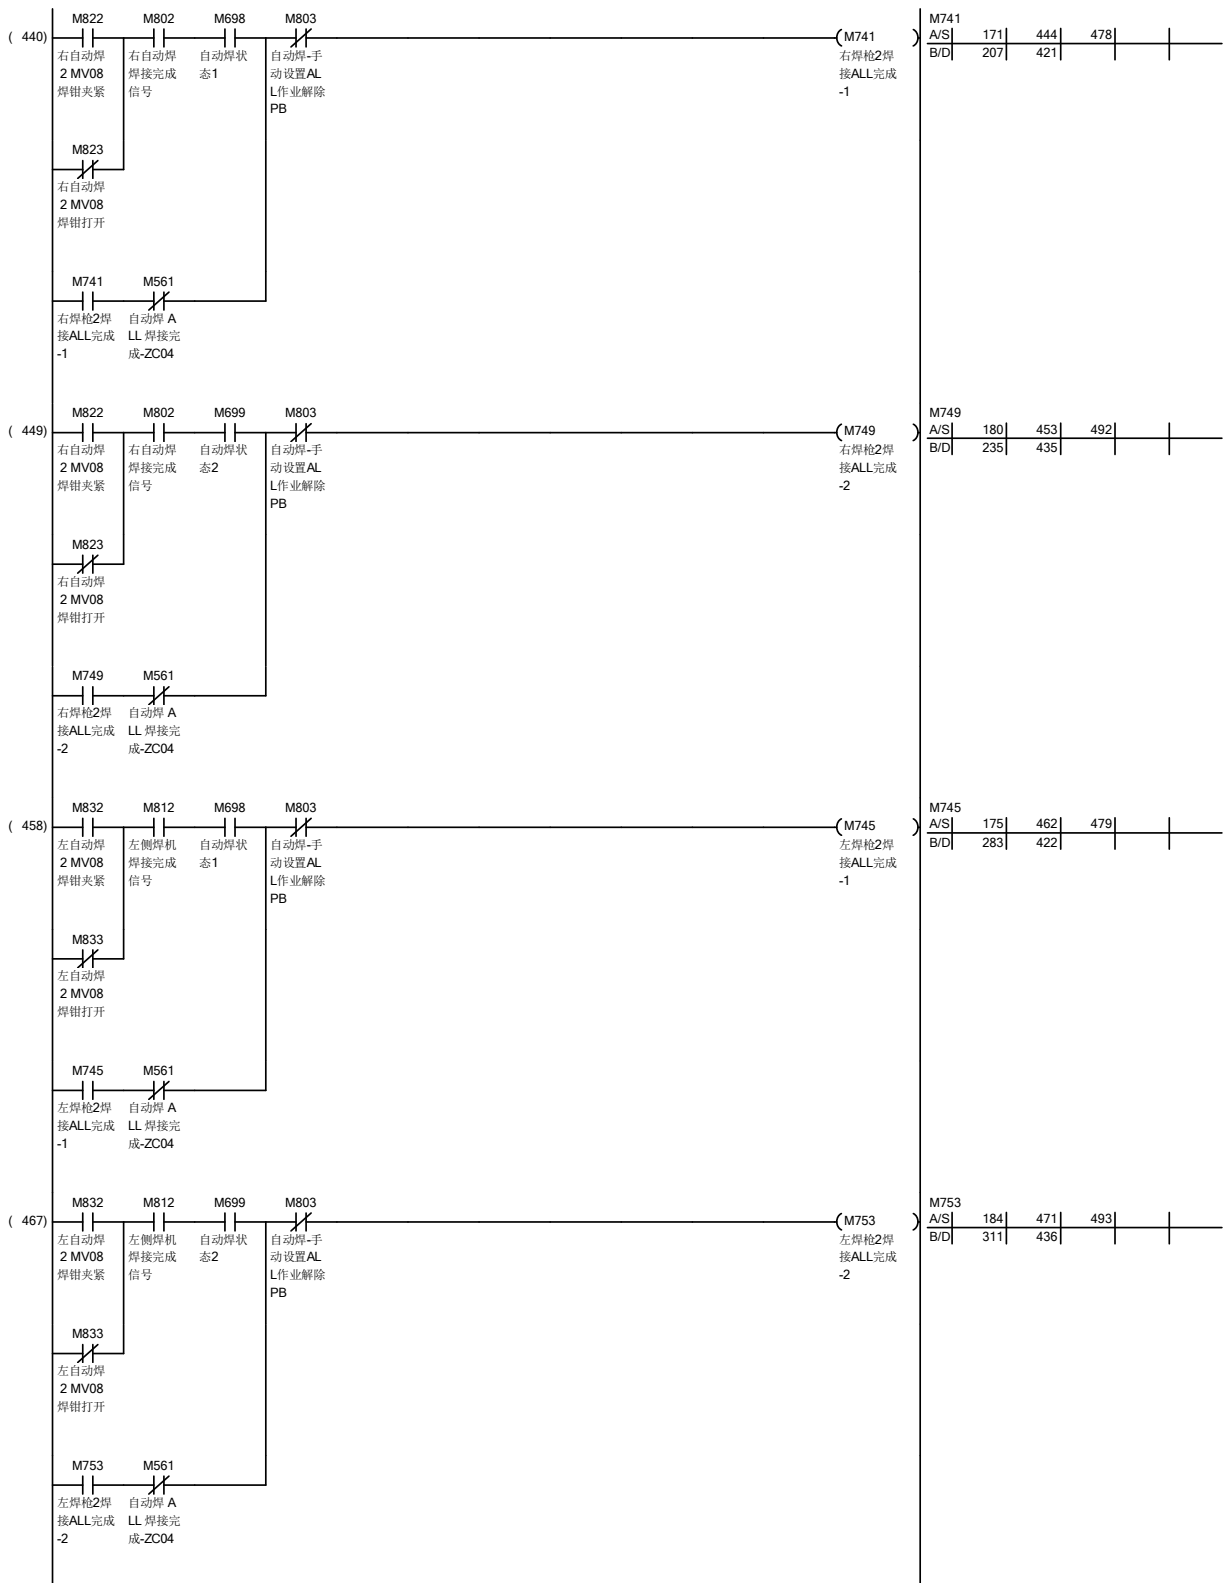 M822 M802 M698 M803 M741
( 440) M741 A/S 171 444 478
B/D 207 421
右自动焊 右自动焊 自动焊状 自动焊-手 右焊枪2焊
2 MV08 焊接完成 态1 动设置AL 接ALL完成
焊钳夹紧 信号 L作业解除 -1
PB
M823
右自动焊
2 MV08
焊钳打开
M741 M561
右焊枪2焊 自动焊 A
接ALL完成 LL 焊接完
-1 成-ZC04
M822 M802 M699 M803 M749
( 449) M749 A/S 180 453 492
B/D 235 435
右自动焊 右自动焊 自动焊状 自动焊-手 右焊枪2焊
2 MV08 焊接完成 态2 动设置AL 接ALL完成
焊钳夹紧 信号 L作业解除 -2
PB
M823
右自动焊
2 MV08
焊钳打开
M749 M561
右焊枪2焊 自动焊 A
接ALL完成 LL 焊接完
-2 成-ZC04
M832 M812 M698 M803 M745
( 458) M745 A/S 175 462 479
B/D 283 422
左自动焊 左侧焊机 自动焊状 自动焊-手 左焊枪2焊
2 MV08 焊接完成 态1 动设置AL 接ALL完成
焊钳夹紧 信号 L作业解除 -1
PB
M833
左自动焊
2 MV08
焊钳打开
M745 M561
左焊枪2焊 自动焊 A
接ALL完成 LL 焊接完
-1 成-ZC04
M832 M812 M699 M803 M753
( 467) M753 A/S 184 471 493
B/D 311 436
左自动焊 左侧焊机 自动焊状 自动焊-手 左焊枪2焊
2 MV08 焊接完成 态2 动设置AL 接ALL完成
焊钳夹紧 信号 L作业解除 -2
PB
M833
左自动焊
2 MV08
焊钳打开
M753 M561
左焊枪2焊 自动焊 A
接ALL完成 LL 焊接完
-2 成-ZC04